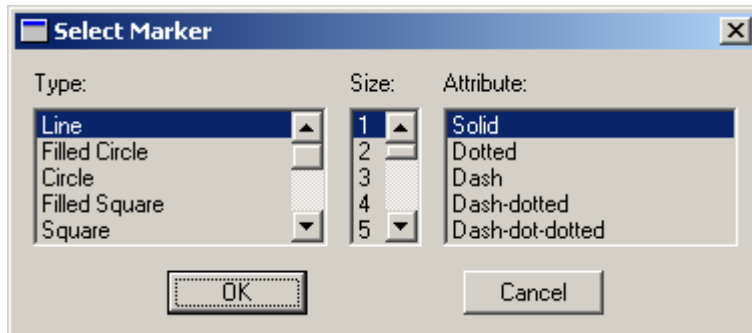 Select Marker
Type:
Size:
Attribute:
Line
Filled Circle
Circle
Filled Square
Square
1
2
3
4
5
Solid
Dotted
Dash
Dash-dotted
Dash-dot-dotted
OK
Cancel